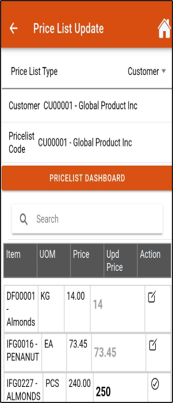 Price List Update
Price List Type Customer
Customer CU00001 - Global Product Inc
Pricelist Code CU00001 - Global Product Inc
PRICELIST DASHBOARD
Search
Item UOM Price Upd Price Action
DF00001 - Almonds KG 14.00 14
IFG0016 - PENANUT EA 73.45 73.45
IFG0227 - ALMONDS PCS 240.00 250